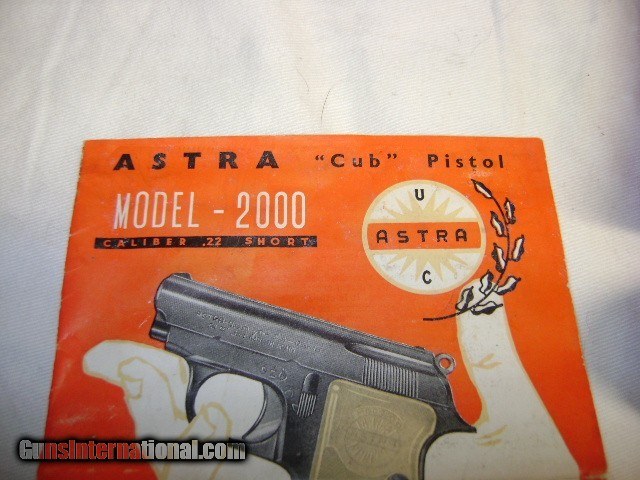 ASTRA "Cub" Pistol
MODEL - 2000
CALIBER .22 SHORT
U
ASTRA
C
GunsInternational.com